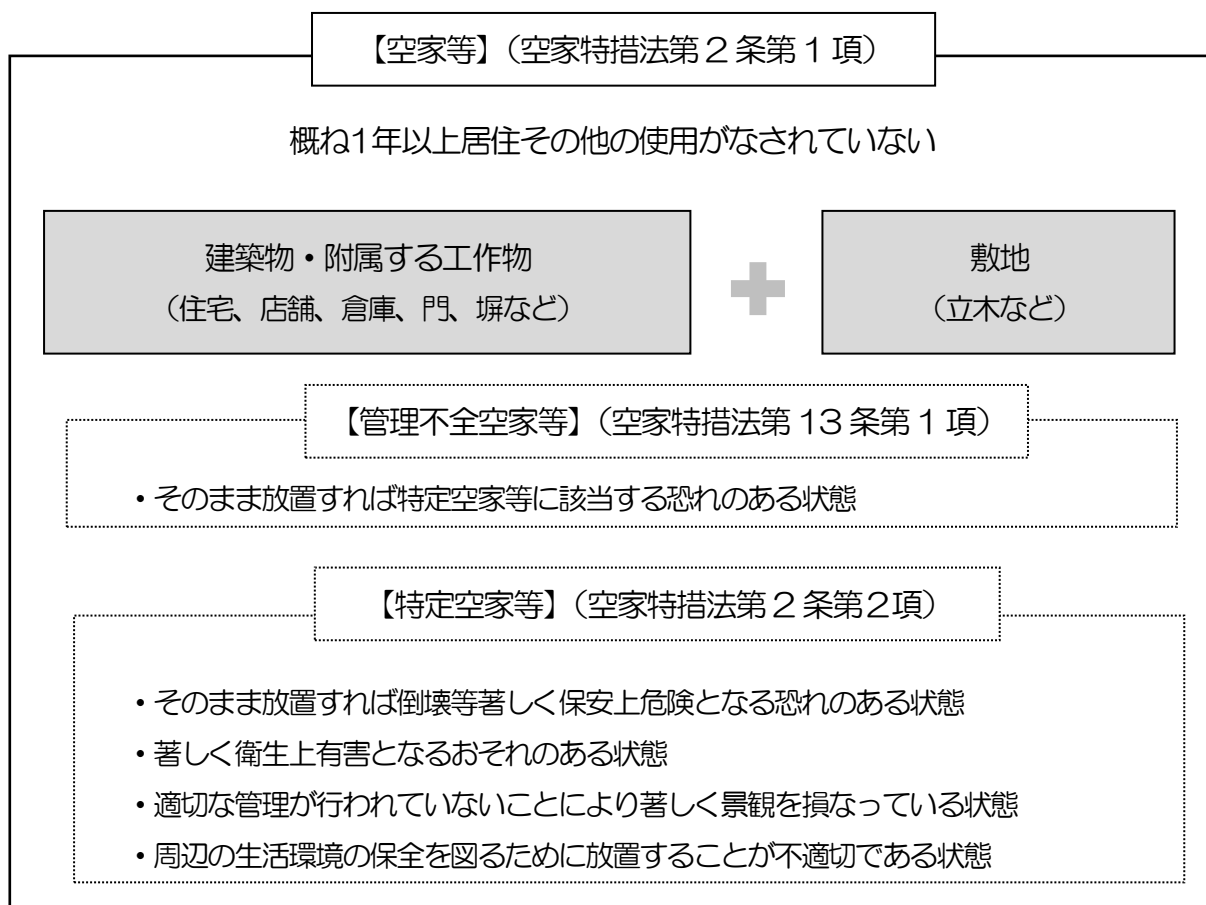 【空家等】（空家特措法第２条第１項）
概ね1年以上居住その他の使用がなされていない
建築物・附属する工作物
（住宅、店舗、倉庫、門、塀など）
敷地
（立木など）
【管理不全空家等】（空家特措法第 13 条第 1 項）
・そのまま放置すれば特定空家等に該当する恐れのある状態
【特定空家等】（空家特措法第２条第２項）
・そのまま放置すれば倒壊等著しく保安上危険となる恐れのある状態
・著しく衛生上有害となるおそれのある状態
・適切な管理が行われていないことにより著しく景観を損なっている状態
・周辺の生活環境の保全を図るために放置することが不適切である状態